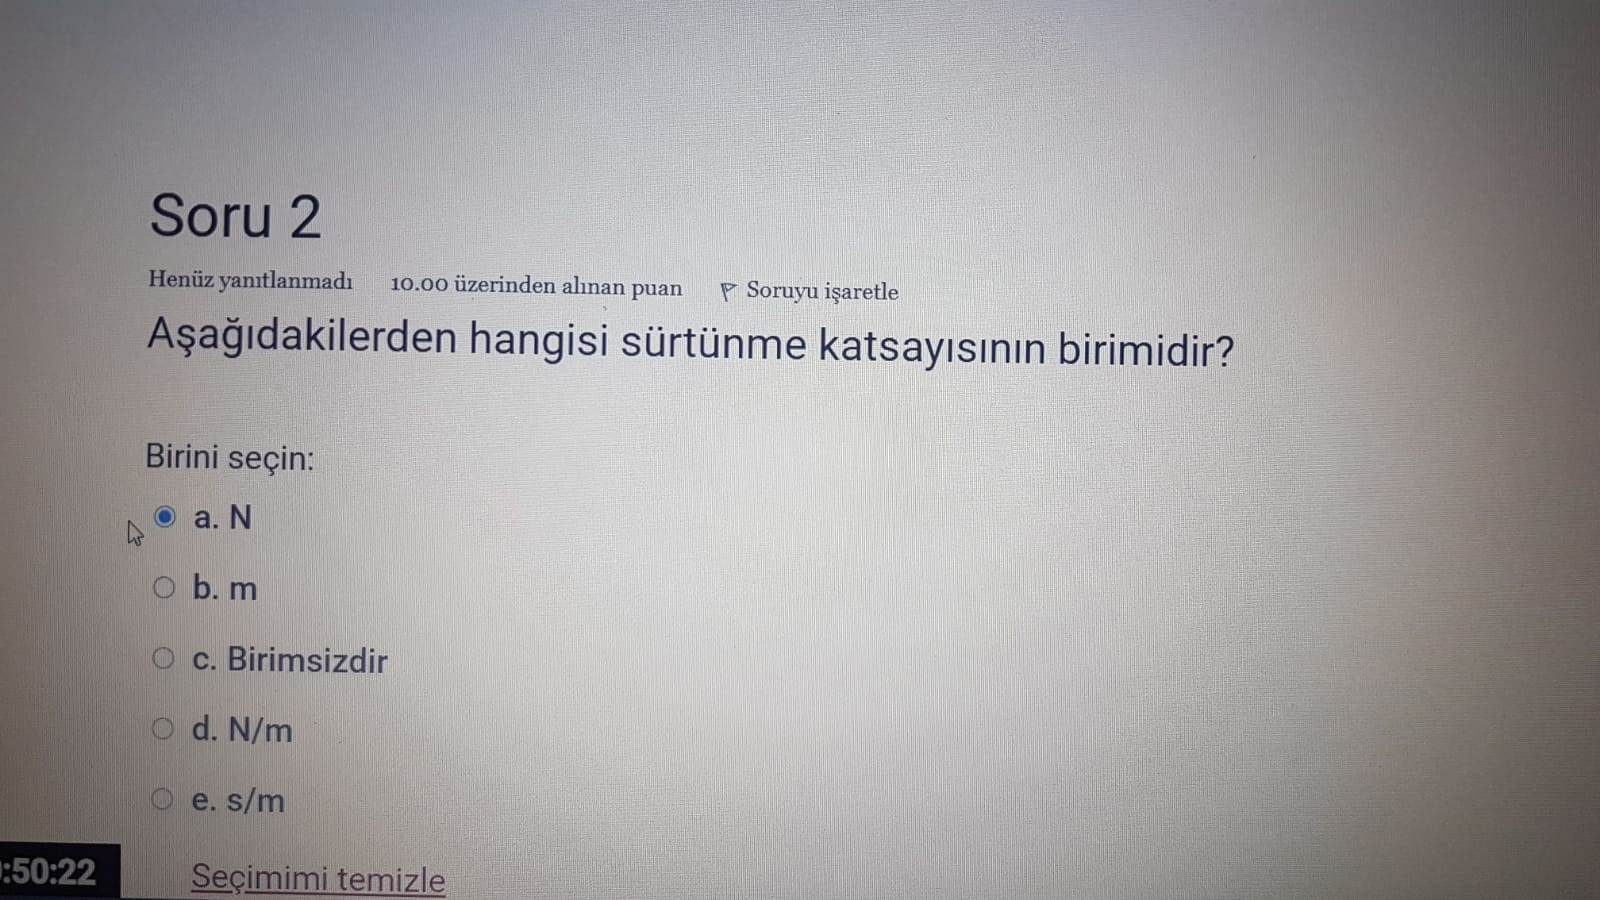 Soru 2
Henüz yanıtlanmadı 10.00 üzerinden alınan puan Soruyu işaretle
Aşağıdakilerden hangisi sürtünme katsayısının birimidir?
Birini seçin:
a. N
b. m
c. Birimsizdir
d. N/m
e. s/m
:50:22
Seçimimi temizle